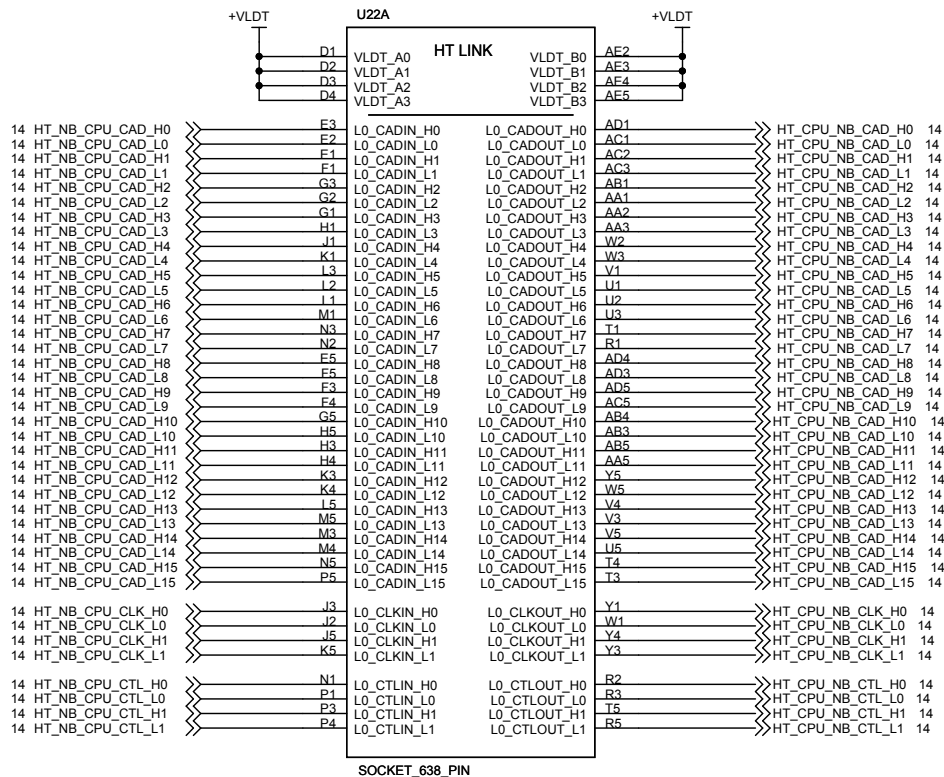 +VLDT U22A +VLDT
HT LINK
D1 VLDT_A0 VLDT_B0 AE2
D2 VLDT_A1 VLDT_B1 AE3
D3 VLDT_A2 VLDT_B2 AE4
D4 VLDT_A3 VLDT_B3 AE5
14 HT_NB_CPU_CAD_H0 E3 L0_CADIN_H0 L0_CADOUT_H0 AD1 HT_CPU_NB_CAD_H0 14
14 HT_NB_CPU_CAD_L0 E2 L0_CADIN_L0 L0_CADOUT_L0 AC1 HT_CPU_NB_CAD_L0 14
14 HT_NB_CPU_CAD_H1 E1 L0_CADIN_H1 L0_CADOUT_H1 AC2 HT_CPU_NB_CAD_H1 14
14 HT_NB_CPU_CAD_L1 F1 L0_CADIN_L1 L0_CADOUT_L1 AC3 HT_CPU_NB_CAD_L1 14
14 HT_NB_CPU_CAD_H2 G3 L0_CADIN_H2 L0_CADOUT_H2 AB1 HT_CPU_NB_CAD_H2 14
14 HT_NB_CPU_CAD_L2 G2 L0_CADIN_L2 L0_CADOUT_L2 AA1 HT_CPU_NB_CAD_L2 14
14 HT_NB_CPU_CAD_H3 G1 L0_CADIN_H3 L0_CADOUT_H3 AA2 HT_CPU_NB_CAD_H3 14
14 HT_NB_CPU_CAD_L3 H1 L0_CADIN_L3 L0_CADOUT_L3 AA3 HT_CPU_NB_CAD_L3 14
14 HT_NB_CPU_CAD_H4 J1 L0_CADIN_H4 L0_CADOUT_H4 W2 HT_CPU_NB_CAD_H4 14
14 HT_NB_CPU_CAD_L4 K1 L0_CADIN_L4 L0_CADOUT_L4 W3 HT_CPU_NB_CAD_L4 14
14 HT_NB_CPU_CAD_H5 L3 L0_CADIN_H5 L0_CADOUT_H5 V1 HT_CPU_NB_CAD_H5 14
14 HT_NB_CPU_CAD_L5 L2 L0_CADIN_L5 L0_CADOUT_L5 U1 HT_CPU_NB_CAD_L5 14
14 HT_NB_CPU_CAD_H6 L1 L0_CADIN_H6 L0_CADOUT_H6 U2 HT_CPU_NB_CAD_H6 14
14 HT_NB_CPU_CAD_L6 M1 L0_CADIN_L6 L0_CADOUT_L6 U3 HT_CPU_NB_CAD_L6 14
14 HT_NB_CPU_CAD_H7 N3 L0_CADIN_H7 L0_CADOUT_H7 T1 HT_CPU_NB_CAD_H7 14
14 HT_NB_CPU_CAD_L7 N2 L0_CADIN_L7 L0_CADOUT_L7 R1 HT_CPU_NB_CAD_L7 14
14 HT_NB_CPU_CAD_H8 E5 L0_CADIN_H8 L0_CADOUT_H8 AD4 HT_CPU_NB_CAD_H8 14
14 HT_NB_CPU_CAD_L8 F5 L0_CADIN_L8 L0_CADOUT_L8 AD3 HT_CPU_NB_CAD_L8 14
14 HT_NB_CPU_CAD_H9 F3 L0_CADIN_H9 L0_CADOUT_H9 AD5 HT_CPU_NB_CAD_H9 14
14 HT_NB_CPU_CAD_L9 F4 L0_CADIN_L9 L0_CADOUT_L9 AC5 HT_CPU_NB_CAD_L9 14
14 HT_NB_CPU_CAD_H10 G5 L0_CADIN_H10 L0_CADOUT_H10 AB4 HT_CPU_NB_CAD_H10 14
14 HT_NB_CPU_CAD_L10 H5 L0_CADIN_L10 L0_CADOUT_L10 AB3 HT_CPU_NB_CAD_L10 14
14 HT_NB_CPU_CAD_H11 H3 L0_CADIN_H11 L0_CADOUT_H11 AB5 HT_CPU_NB_CAD_H11 14
14 HT_NB_CPU_CAD_L11 H4 L0_CADIN_L11 L0_CADOUT_L11 AA5 HT_CPU_NB_CAD_L11 14
14 HT_NB_CPU_CAD_H12 K3 L0_CADIN_H12 L0_CADOUT_H12 Y5 HT_CPU_NB_CAD_H12 14
14 HT_NB_CPU_CAD_L12 K4 L0_CADIN_L12 L0_CADOUT_L12 W5 HT_CPU_NB_CAD_L12 14
14 HT_NB_CPU_CAD_H13 L5 L0_CADIN_H13 L0_CADOUT_H13 V4 HT_CPU_NB_CAD_H13 14
14 HT_NB_CPU_CAD_L13 M5 L0_CADIN_L13 L0_CADOUT_L13 V3 HT_CPU_NB_CAD_L13 14
14 HT_NB_CPU_CAD_H14 M3 L0_CADIN_H14 L0_CADOUT_H14 V5 HT_CPU_NB_CAD_H14 14
14 HT_NB_CPU_CAD_L14 M4 L0_CADIN_L14 L0_CADOUT_L14 U5 HT_CPU_NB_CAD_L14 14
14 HT_NB_CPU_CAD_H15 N5 L0_CADIN_H15 L0_CADOUT_H15 T4 HT_CPU_NB_CAD_H15 14
14 HT_NB_CPU_CAD_L15 P5 L0_CADIN_L15 L0_CADOUT_L15 T3 HT_CPU_NB_CAD_L15 14
14 HT_NB_CPU_CLK_H0 J3 L0_CLKIN_H0 L0_CLKOUT_H0 Y1 HT_CPU_NB_CLK_H0 14
14 HT_NB_CPU_CLK_L0 J2 L0_CLKIN_L0 L0_CLKOUT_L0 W1 HT_CPU_NB_CLK_L0 14
14 HT_NB_CPU_CLK_H1 J5 L0_CLKIN_H1 L0_CLKOUT_H1 Y4 HT_CPU_NB_CLK_H1 14
14 HT_NB_CPU_CLK_L1 K5 L0_CLKIN_L1 L0_CLKOUT_L1 Y3 HT_CPU_NB_CLK_L1 14
14 HT_NB_CPU_CTL_H0 N1 L0_CTLIN_H0 L0_CTLOUT_H0 R2 HT_CPU_NB_CTL_H0 14
14 HT_NB_CPU_CTL_L0 P1 L0_CTLIN_L0 L0_CTLOUT_L0 R3 HT_CPU_NB_CTL_L0 14
14 HT_NB_CPU_CTL_H1 P3 L0_CTLIN_H1 L0_CTLOUT_H1 T5 HT_CPU_NB_CTL_H1 14
14 HT_NB_CPU_CTL_L1 P4 L0_CTLIN_L1 L0_CTLOUT_L1 R5 HT_CPU_NB_CTL_L1 14
SOCKET_638_PIN